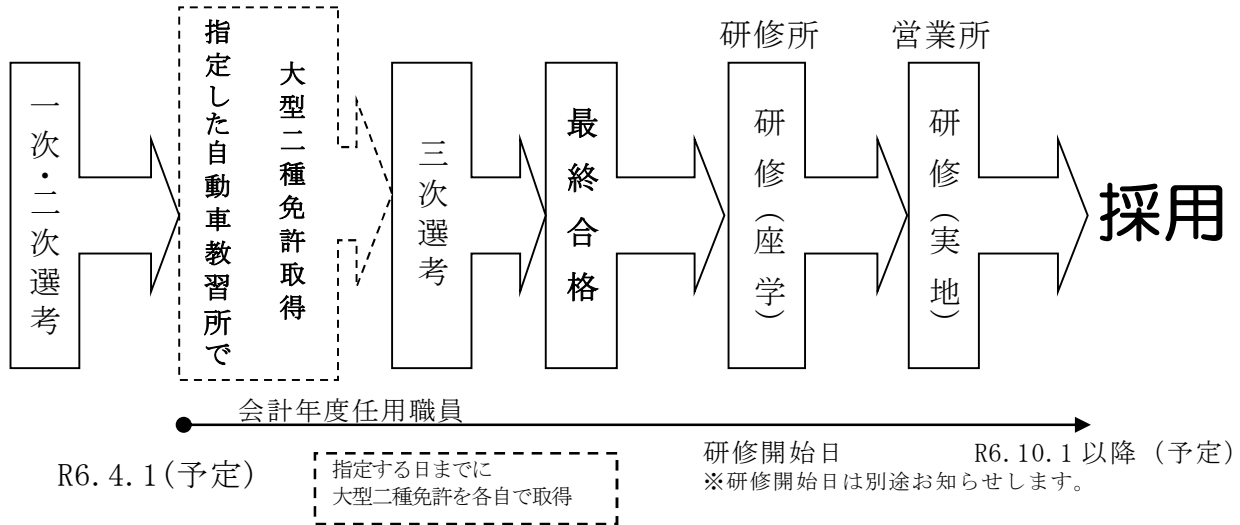 研修所
営業所
一次・二次選考
指定した自動車教習所で
大型二種免許取得
三次選考
最終合格
研修(座学)
研修(実地)
採用
会計年度任用職員
R6.4.1(予定)
指定する日までに
大型二種免許を各自で取得
研修開始日
※研修開始日は別途お知らせします。
R6.10.1以降（予定）